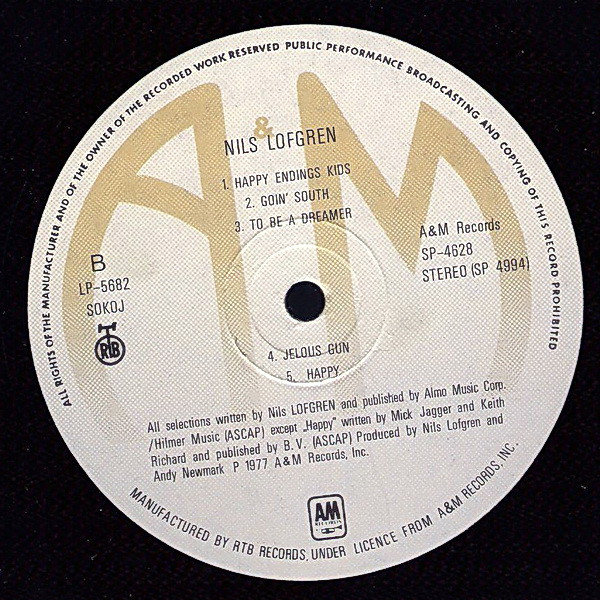 ALL RIGHTS OF THE MANUFACTURER AND OF THE OWNER OF THE RECORDED WORK RESERVED PUBLIC PERFORMANCE BROADCASTING AND COPYING OF THIS RECORD PROHIBITED
A & M
NILS LOFGREN
1. HAPPY ENDINGS KIDS
2. GOIN' SOUTH
3. TO BE A DREAMER
A&M Records
SP-4628
STEREO (SP 4994)
B
LP-5682
SOKOJ
RTB
4. JELOUS GUN
5. HAPPY
All selections written by Nils LOFGREN and published by Almo Music Corp.
/Hilmer Music (ASCAP) except „Happy" written by Mick Jagger and Keith
Richard and published by B.V. (ASCAP) Produced by Nils Lofgren and
Andy Newmark P 1977 A&M Records, Inc.
AM
RECORDS
MANUFACTURED BY RTB RECORDS, UNDER LICENCE FROM A&M RECORDS, INC.